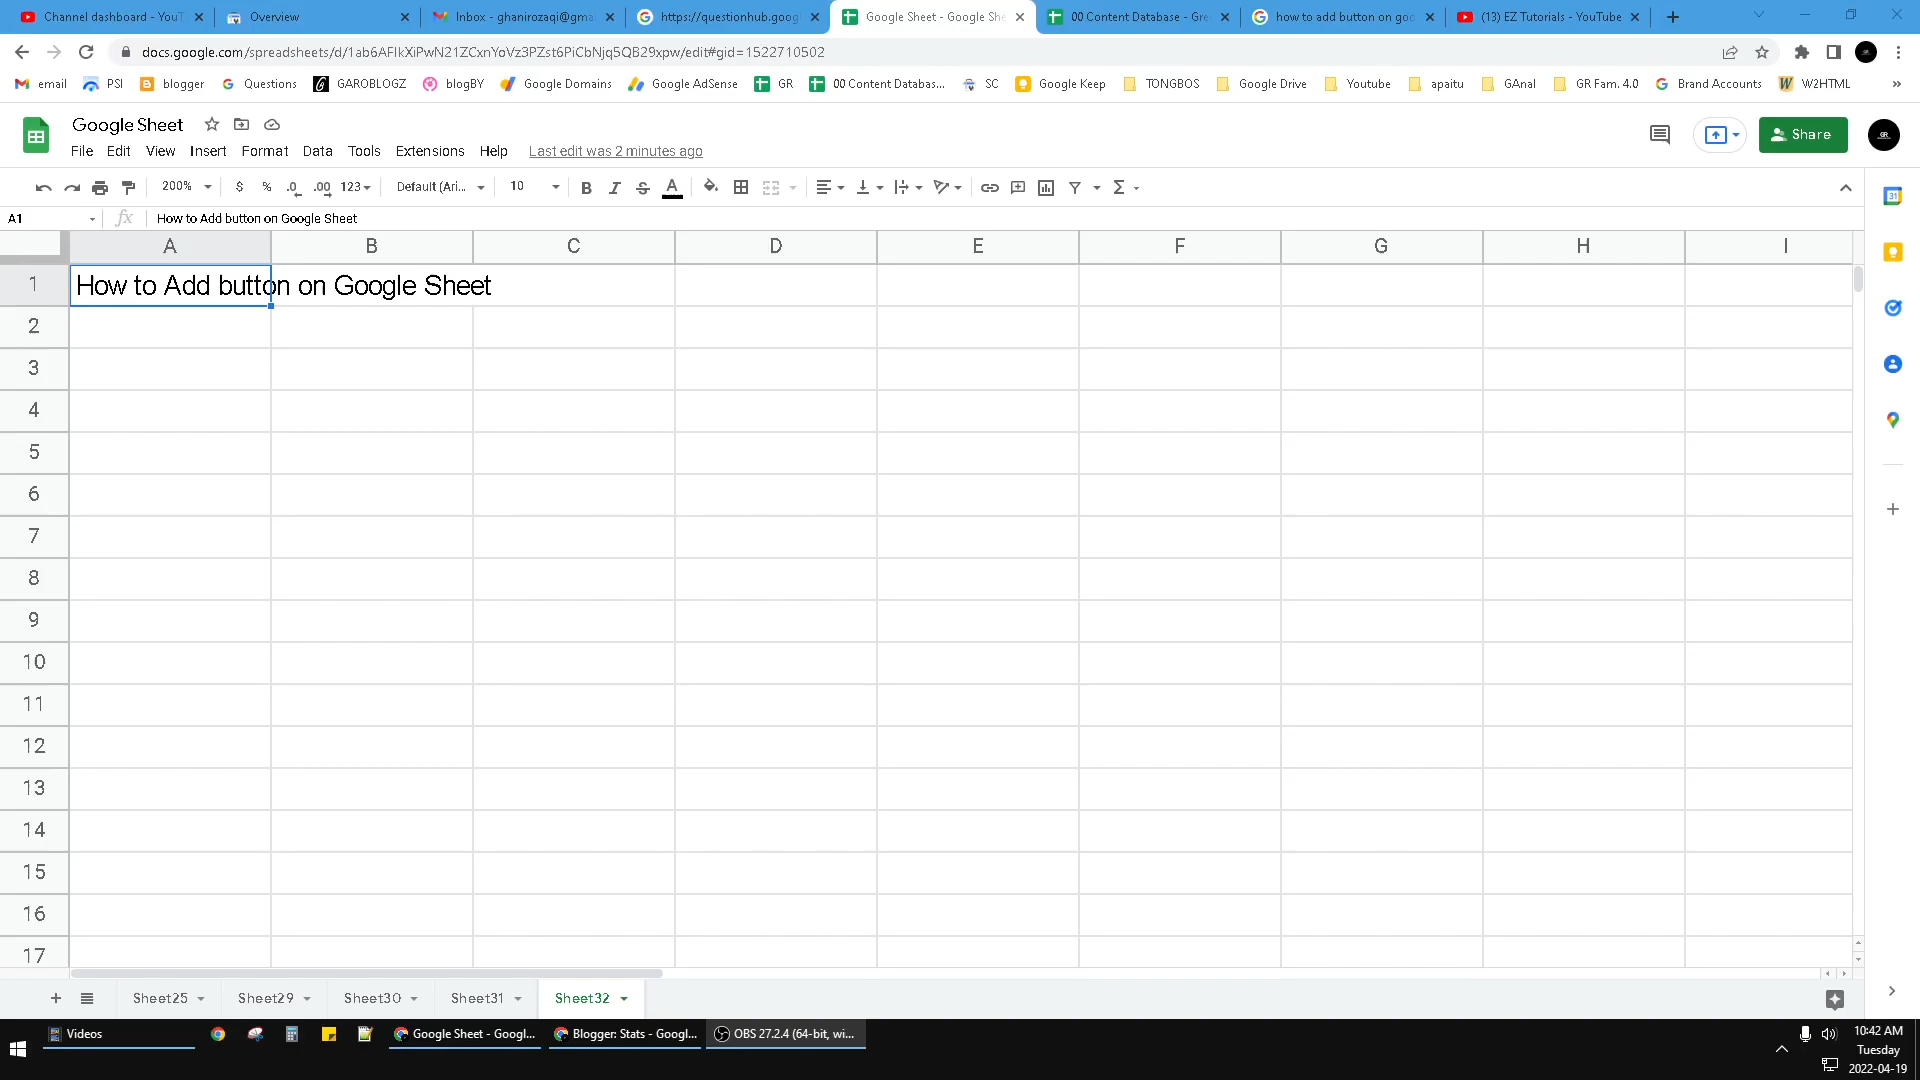 Channel dashboard - YouT
Overview
Inbox - ghanirozaqi@gma
https://questionhub.googl
Google Sheet - Google She
00 Content Database - Gre
how to add button on goo
(13) EZ Tutorials - YouTube
docs.google.com/spreadsheets/d/1ab6AFIkXiPwN21ZCxnYoVz3PZst6PiCbNjq5QB29xpw/edit#gid=1522710502
email
PSI
blogger
Questions
GAROBLOGZ
blogBY
Google Domains
Google AdSense
GR
00 Content Databas...
SC
Google Keep
TONGBOS
Google Drive
Youtube
apaitu
GAnal
GR Fam. 4.0
Brand Accounts
W2HTML
»
Google Sheet
File Edit View Insert Format Data Tools Extensions Help Last edit was 2 minutes ago
Share
200% $ % .0 .00 123 Default (Ari... 10 B I S A Σ
A1 fx How to Add button on Google Sheet
A B C D E F G H I
1 How to Add button on Google Sheet
2
3
4
5
6
7
8
9
10
11
12
13
14
15
16
17
+ Sheet25 Sheet29 Sheet30 Sheet31 Sheet32
Videos
Google Sheet - Googl...
Blogger: Stats - Googl...
OBS 27.2.4 (64-bit, wi...
10:42 AM
Tuesday
2022-04-19